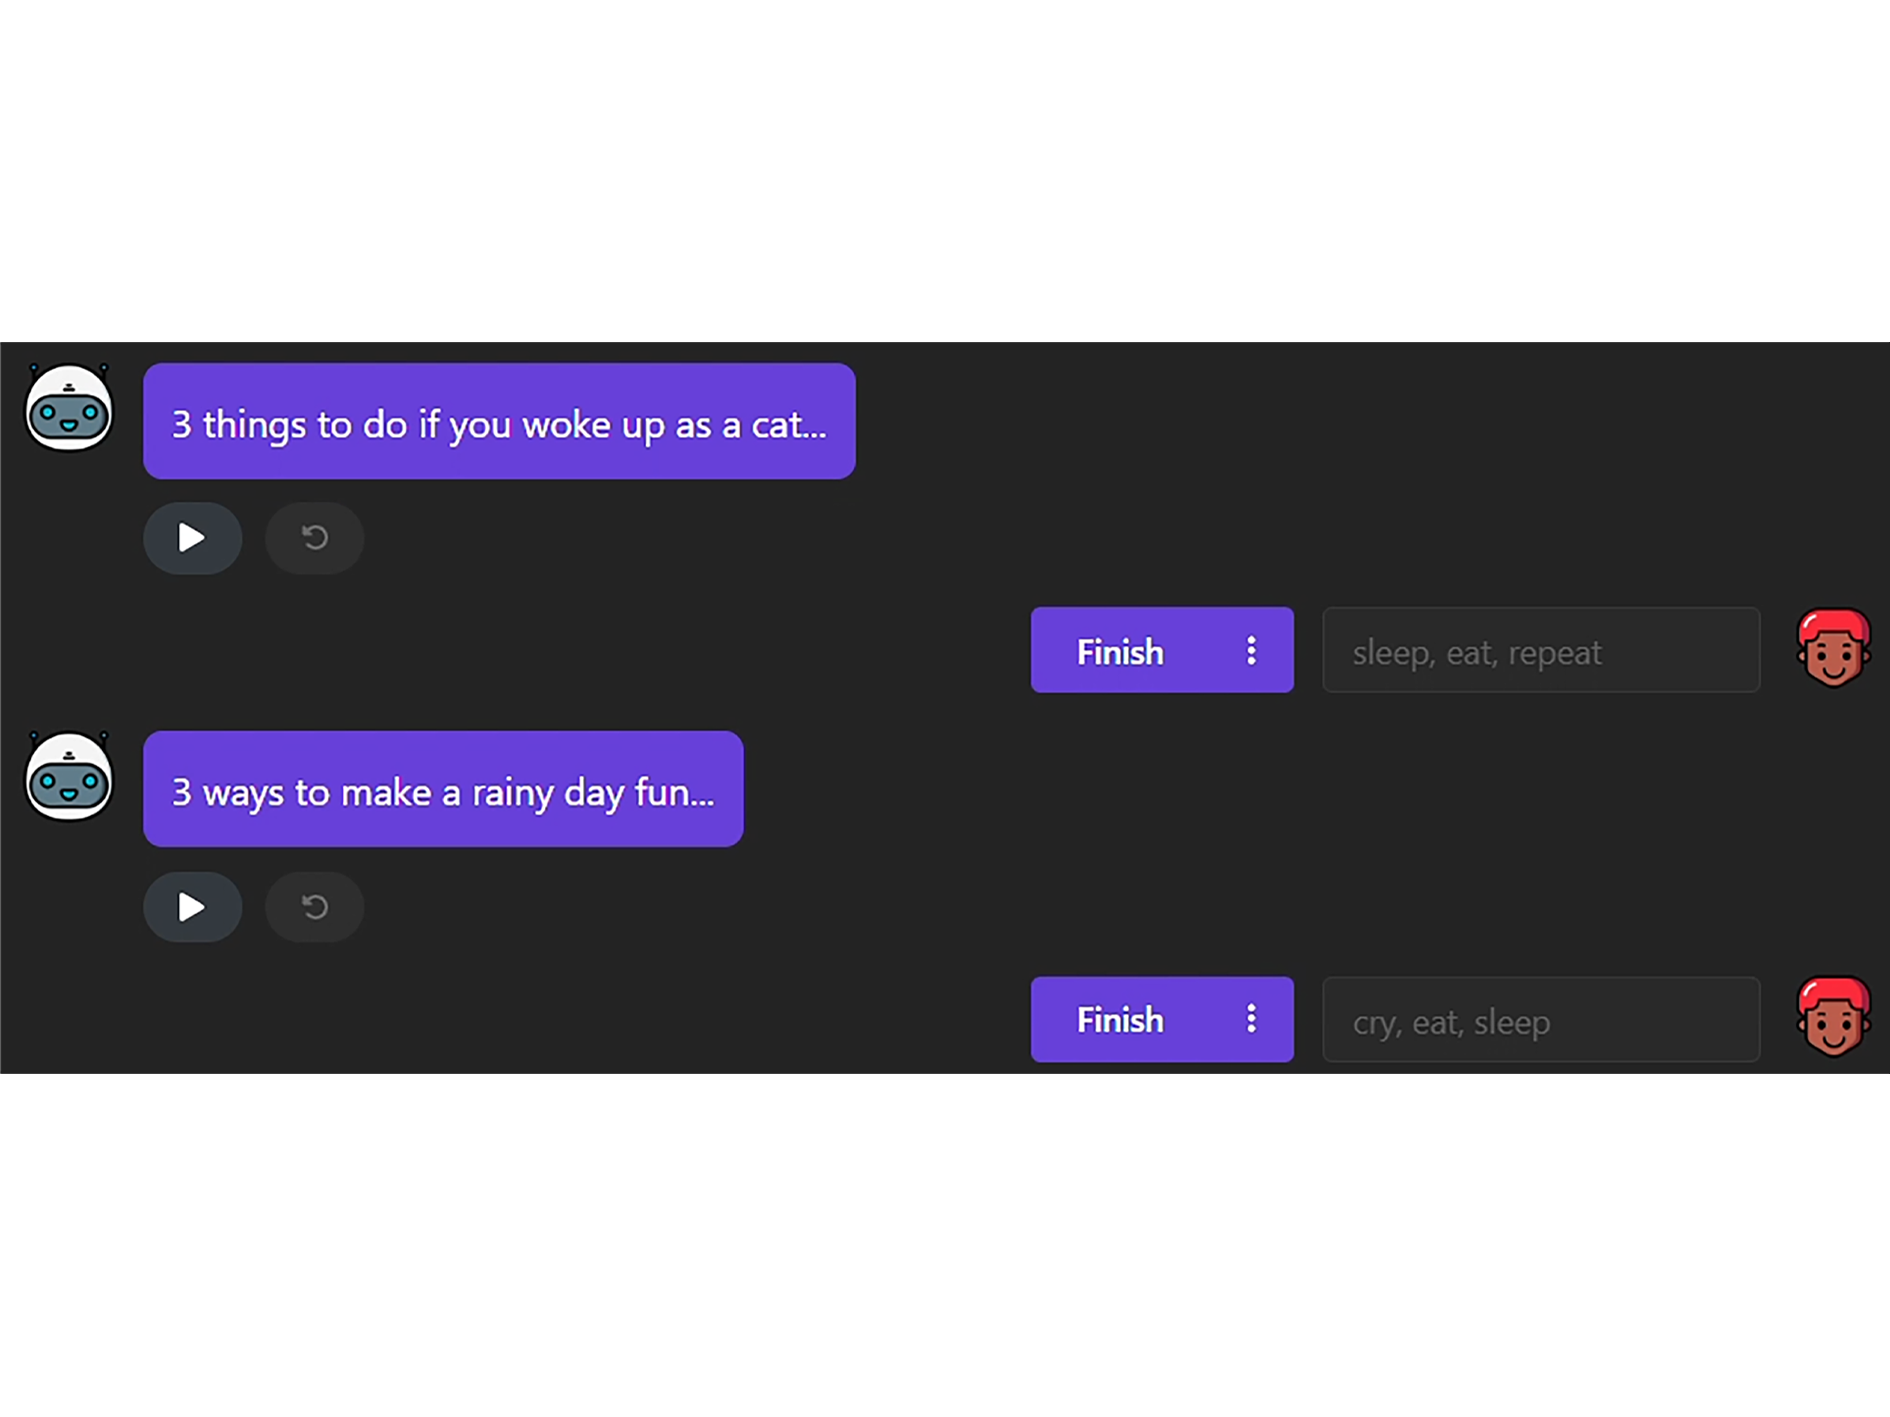 3 things to do if you woke up as a cat...
Finish
sleep, eat, repeat
3 ways to make a rainy day fun...
Finish
cry, eat, sleep